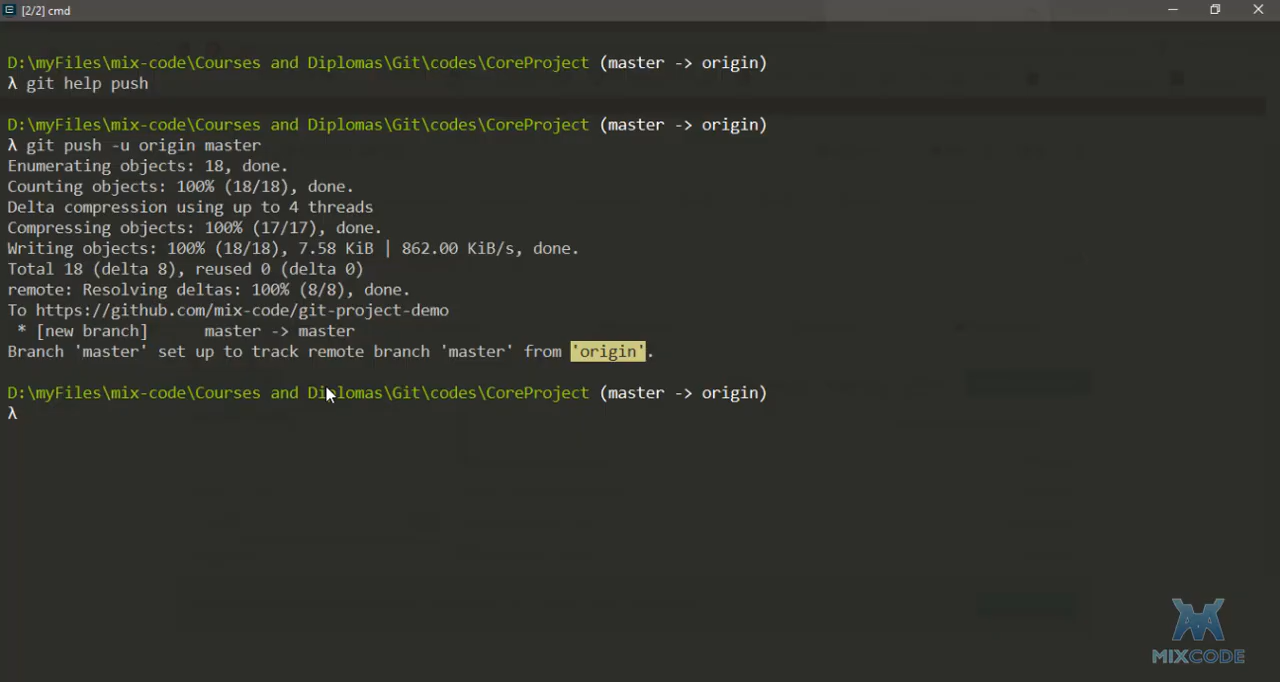 [2/2] cmd
D:\myFiles\mix-code\Courses and Diplomas\Git\codes\CoreProject (master -> origin)
λ git help push
D:\myFiles\mix-code\Courses and Diplomas\Git\codes\CoreProject (master -> origin)
λ git push -u origin master
Enumerating objects: 18, done.
Counting objects: 100% (18/18), done.
Delta compression using up to 4 threads
Compressing objects: 100% (17/17), done.
Writing objects: 100% (18/18), 7.58 KiB | 862.00 KiB/s, done.
Total 18 (delta 8), reused 0 (delta 0)
remote: Resolving deltas: 100% (8/8), done.
To https://github.com/mix-code/git-project-demo
 * [new branch]      master -> master
Branch 'master' set up to track remote branch 'master' from 'origin'.
D:\myFiles\mix-code\Courses and Diplomas\Git\codes\CoreProject (master -> origin)
λ
MIXCODE